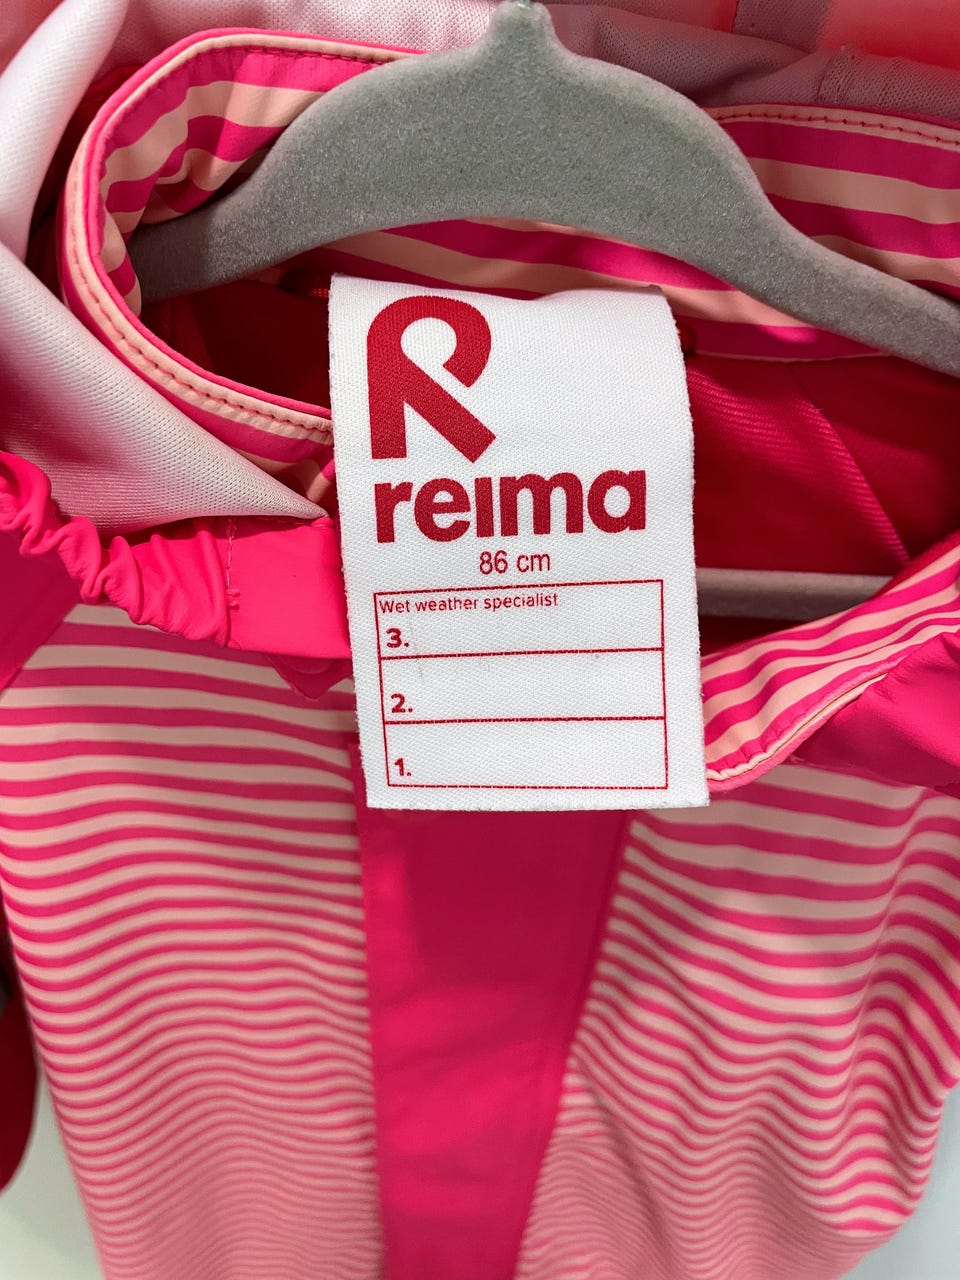 R
reima
86 cm
Wet weather specialist
3.
2.
1.